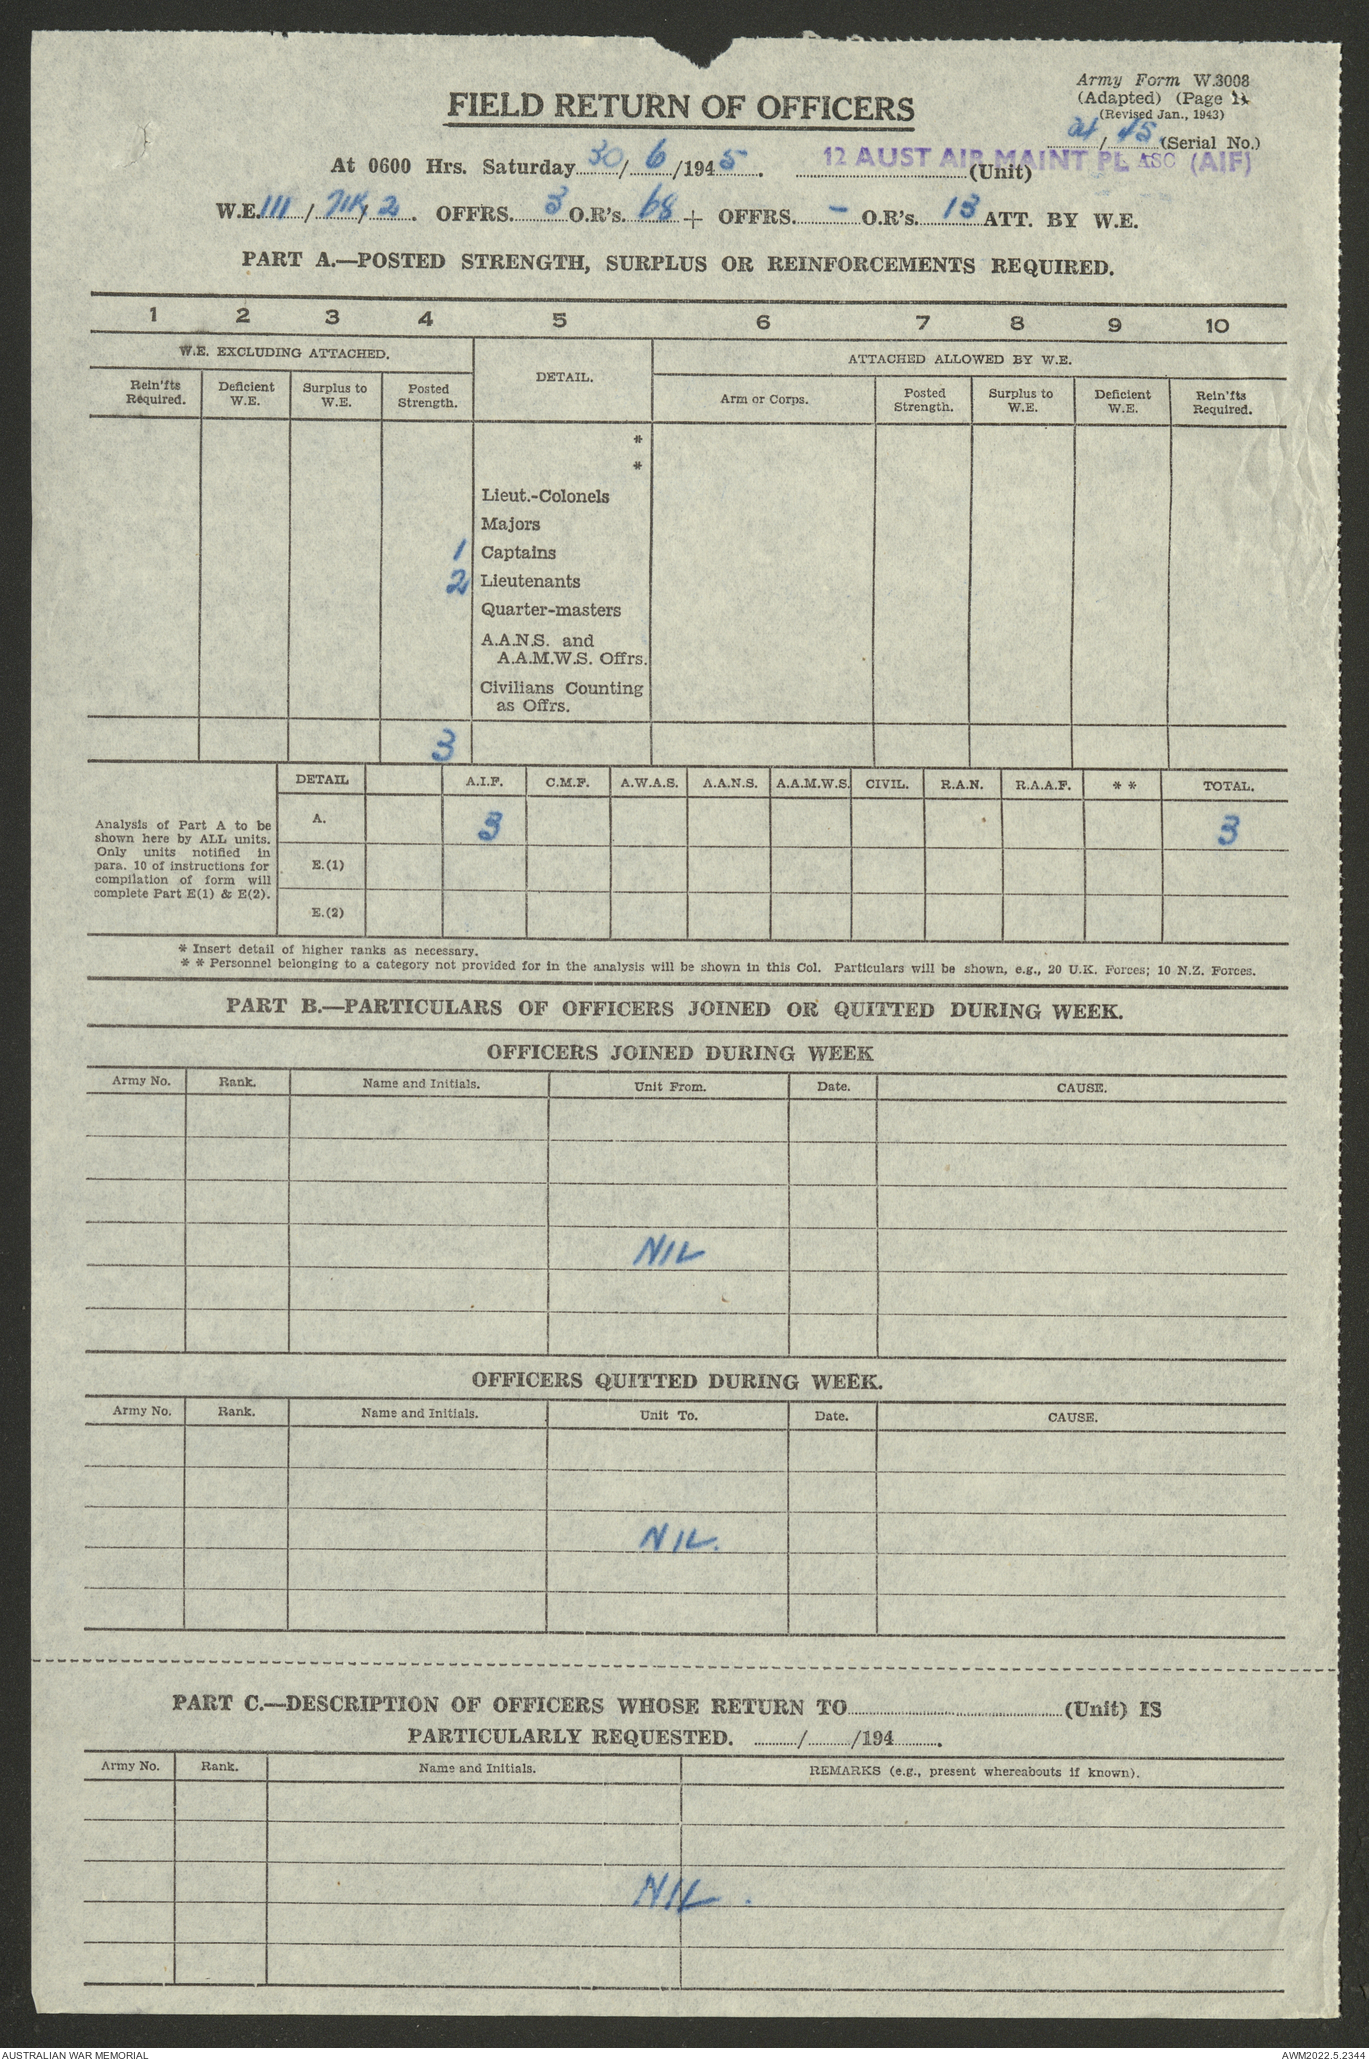 Army Form W.3008
(Adapted) (Page 1)
(Revised Jan., 1943)
FIELD RETURN OF OFFICERS
/ 45 (Serial No.)
At 0600 Hrs. Saturday 30/ 6 /1945. 12 AUST AIR MAINT PL ASC (AIF) (Unit)
W.E. 111 / / 2 . OFFRS. 3 O.R's. 68 + OFFRS. - O.R's. 13 ATT. BY W.E.
PART A.—POSTED STRENGTH, SURPLUS OR REINFORCEMENTS REQUIRED.
1 2 3 4 5 6 7 8 9 10
W.E. EXCLUDING ATTACHED. DETAIL. ATTACHED ALLOWED BY W.E.
Rein'fts Required. Deficient W.E. Surplus to W.E. Posted Strength. Arm or Corps. Posted Strength. Surplus to W.E. Deficient W.E. Rein'fts Required.
*
*
Lieut.-Colonels
Majors
1 Captains
2 Lieutenants
Quarter-masters
A.A.N.S. and
A.A.M.W.S. Offrs.
Civilians Counting
as Offrs.
3
DETAIL A.I.F. C.M.F. A.W.A.S. A.A.N.S. A.A.M.W.S. CIVIL. R.A.N. R.A.A.F. * * TOTAL.
Analysis of Part A to be
shown here by ALL units.
Only units notified in
para. 10 of instructions for
compilation of form will
complete Part E(1) & E(2).
A. 3 3
E.(1)
E.(2)
* Insert detail of higher ranks as necessary.
* * Personnel belonging to a category not provided for in the analysis will be shown in this Col. Particulars will be shown, e.g., 20 U.K. Forces; 10 N.Z. Forces.
PART B.—PARTICULARS OF OFFICERS JOINED OR QUITTED DURING WEEK.
OFFICERS JOINED DURING WEEK
Army No. Rank. Name and Initials. Unit From. Date. CAUSE.
NIL
OFFICERS QUITTED DURING WEEK.
Army No. Rank. Name and Initials. Unit To. Date. CAUSE.
NIL.
PART C.—DESCRIPTION OF OFFICERS WHOSE RETURN TO (Unit) IS
PARTICULARLY REQUESTED. / /194 .
Army No. Rank. Name and Initials. REMARKS (e.g., present whereabouts if known).
NIL.
AUSTRALIAN WAR MEMORIAL AWM2022.5.2344